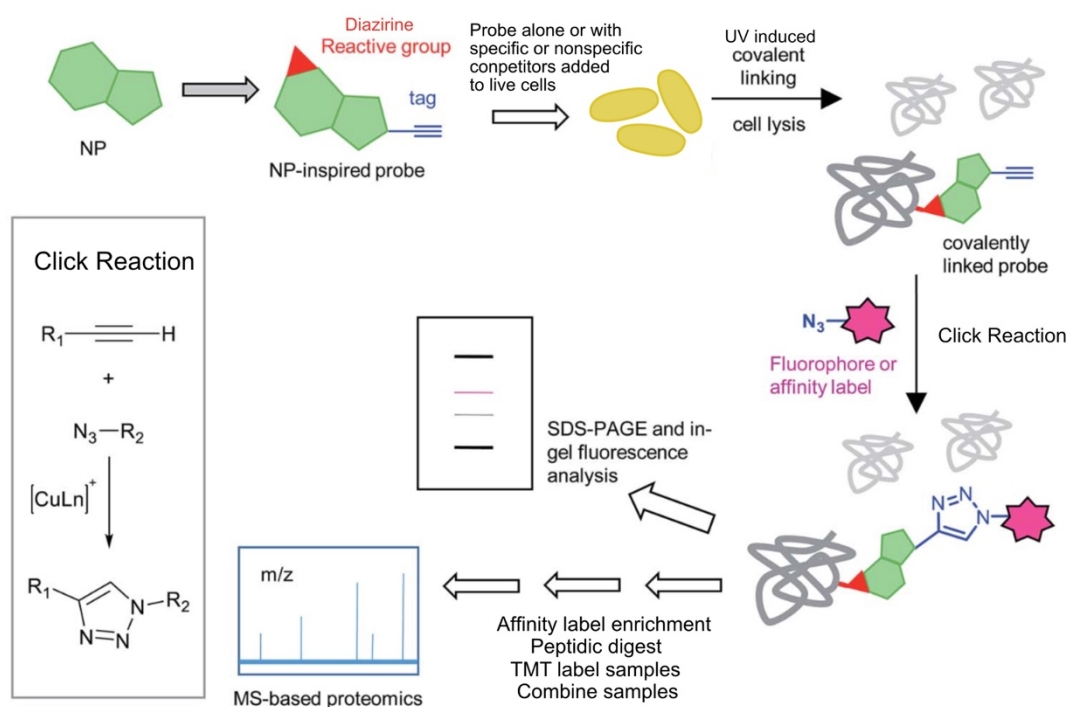 NP
Diazirine
Reactive group
tag
NP-inspired probe
Probe alone or with
specific or nonspecific
conpetitors added
to live cells
UV induced
covalent
linking
cell lysis
covalently
linked probe
N3
Fluorophore or
affinity label
Click Reaction
N
N
N
SDS-PAGE and in-
gel fluorescence
analysis
Affinity label enrichment
Peptidic digest
TMT label samples
Combine samples
m/z
MS-based proteomics
Click Reaction
R1
H
+
N3—R2
[CuLn]+
R1
N
R2
N
N